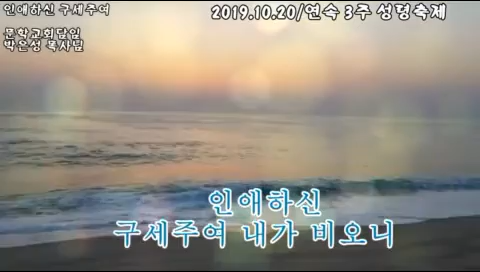 인애하신 구세주여
2019.10.20/연속 3주 성령축제
문학교회담임
박은성 목사님
인애하신
구세주여 내가 비오니